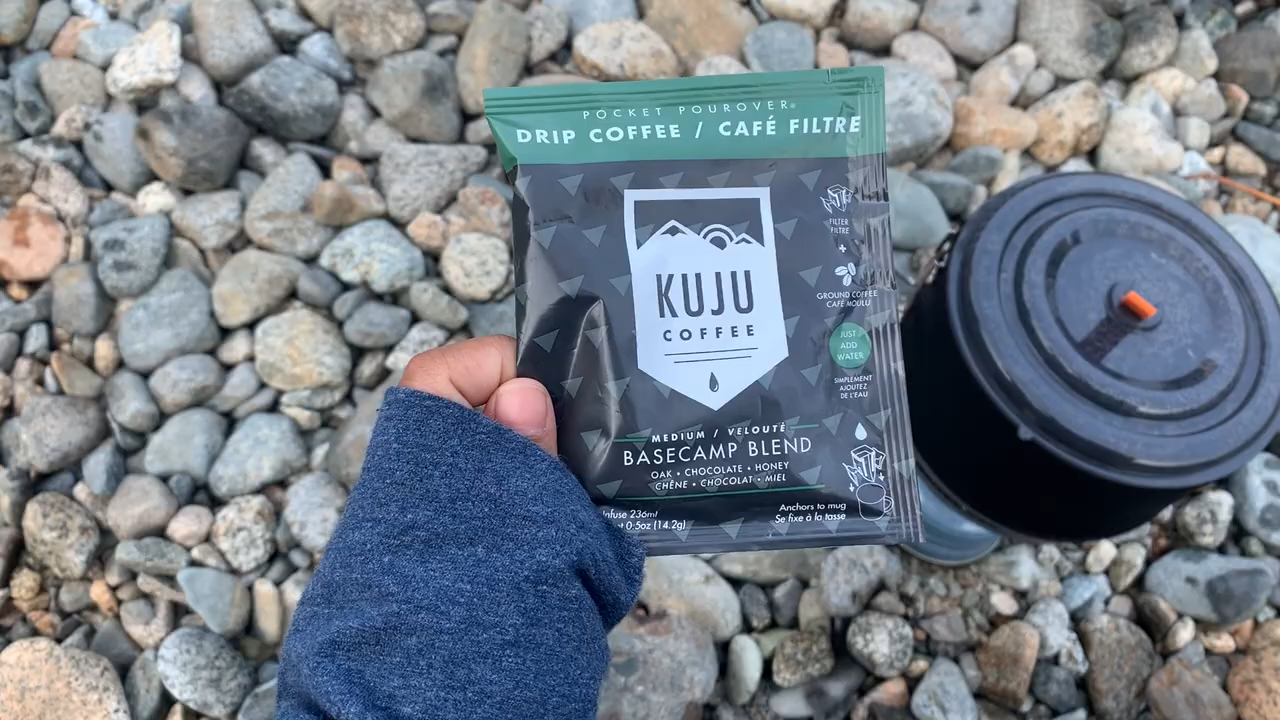 POCKET POUROVER®
DRIP COFFEE / CAFÉ FILTRE
KUJU
COFFEE
FILTER
FILTRE
+
GROUND COFFEE
CAFÉ MOULU
JUST
ADD
WATER
SIMPLEMENT
AJOUTEZ
DE L'EAU
MEDIUM / VELOUTÉ
BASECAMP BLEND
OAK • CHOCOLATE • HONEY
CHÊNE • CHOCOLAT • MIEL
Infuse 236ml
0.5oz (14.2g)
Anchors to mug
Se fixe à la tasse